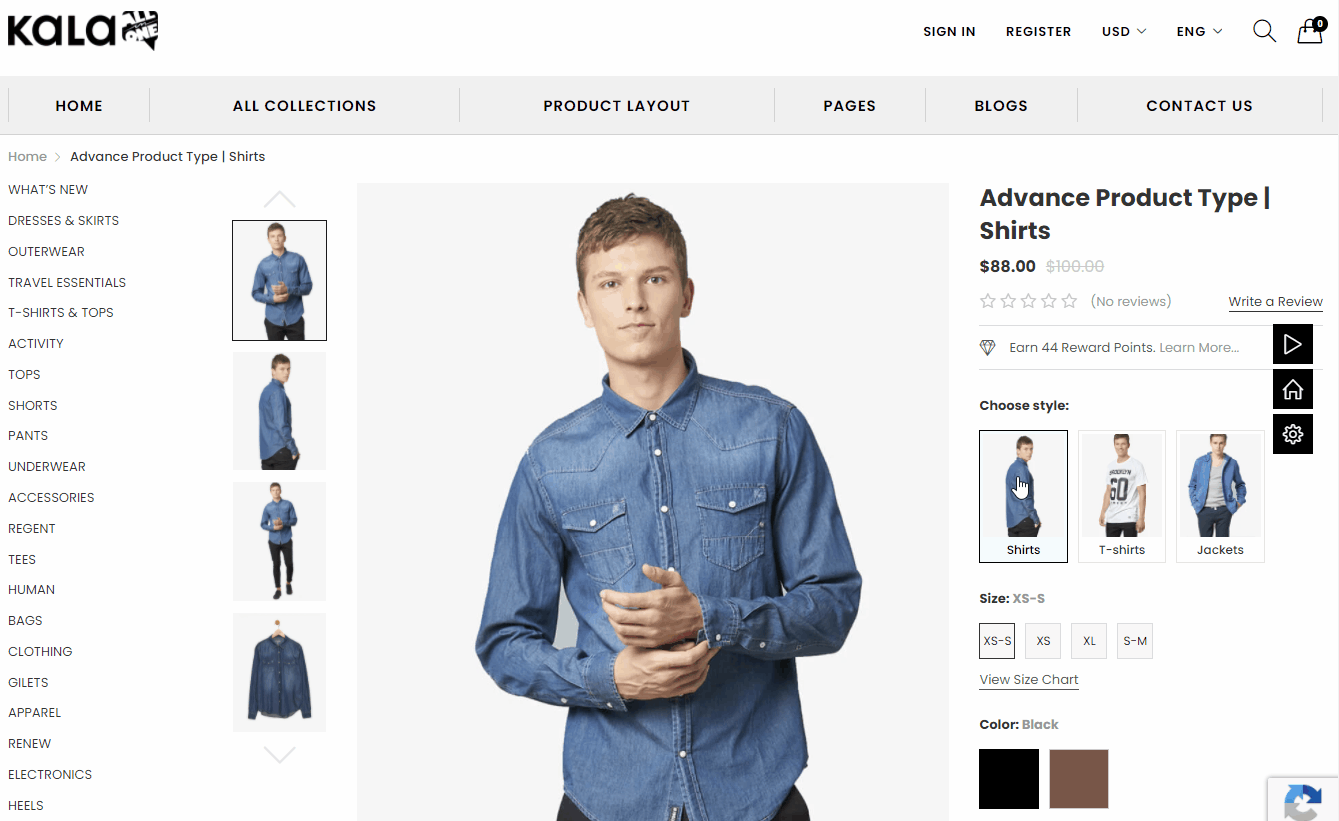 KALA ALL
ONE
SIGN IN REGISTER USD ENG 0
HOME ALL COLLECTIONS PRODUCT LAYOUT PAGES BLOGS CONTACT US
Home Advance Product Type | Shirts
WHAT’S NEW
DRESSES & SKIRTS
OUTERWEAR
TRAVEL ESSENTIALS
T-SHIRTS & TOPS
ACTIVITY
TOPS
SHORTS
PANTS
UNDERWEAR
ACCESSORIES
REGENT
TEES
HUMAN
BAGS
CLOTHING
GILETS
APPAREL
RENEW
ELECTRONICS
HEELS
Advance Product Type |
Shirts
$88.00 $100.00
(No reviews) Write a Review
Earn 44 Reward Points. Learn More...
Choose style:
BROOKLYN
60
Shirts T-shirts Jackets
Size: XS-S
XS-S XS XL S-M
View Size Chart
Color: Black